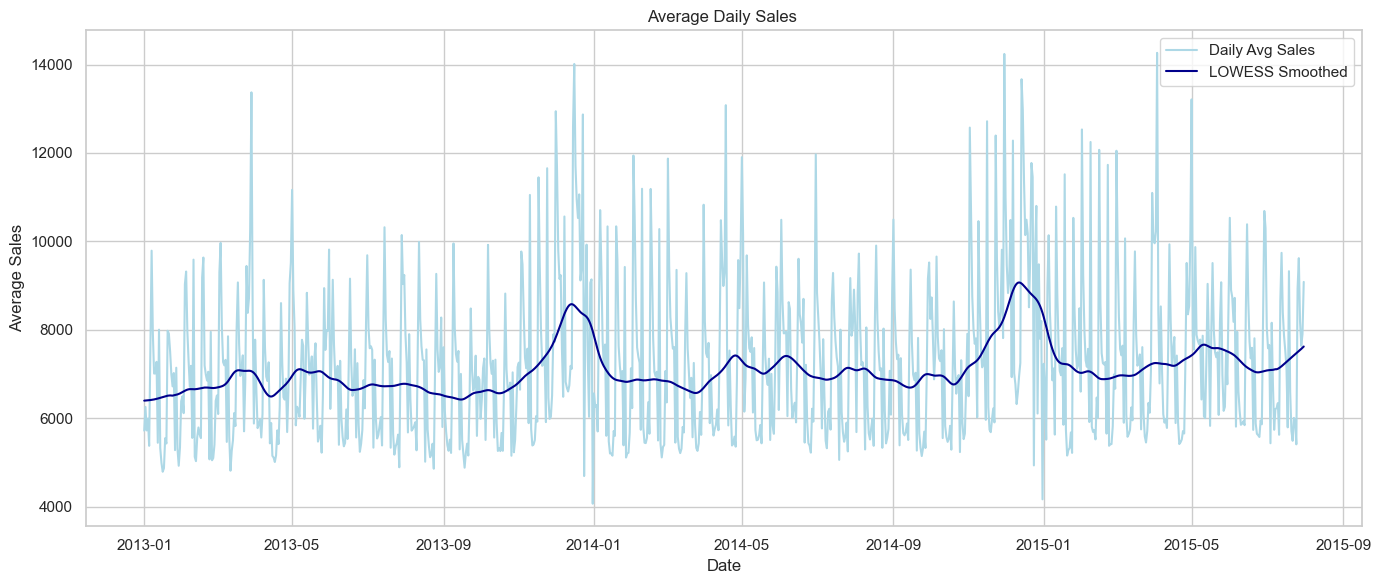 Average Daily Sales
Daily Avg Sales
LOWESS Smoothed
Average Sales
14000
12000
10000
8000
6000
4000
2013-01 2013-05 2013-09 2014-01 2014-05 2014-09 2015-01 2015-05 2015-09
Date